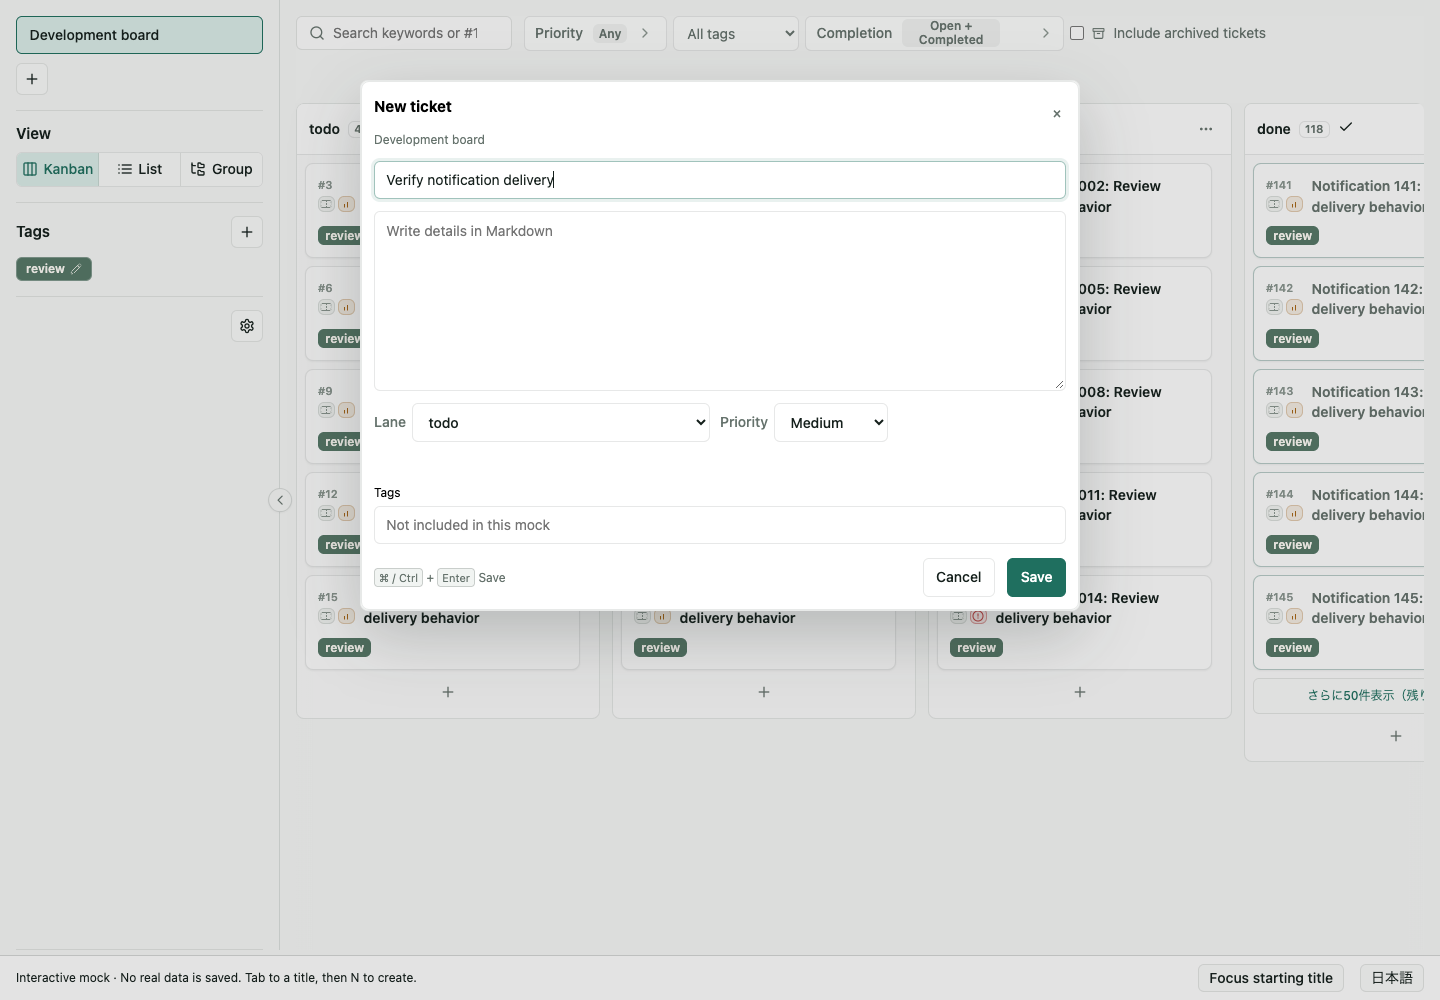 Development board
Search keywords or #1
Priority Any
All tags
Completion
Open +
Completed
Include archived tickets
View
Kanban
List
Group
Tags
review
New ticket
×
Development board
Verify notification delivery
Write details in Markdown
Lane todo
Priority Medium
Tags
Not included in this mock
⌘ / Ctrl + Enter Save
Cancel
Save
todo 4
#3
review
#6
review
#9
review
#12
review
#15
delivery behavior
review
delivery behavior
review
002: Review
avior
005: Review
avior
008: Review
avior
011: Review
avior
014: Review
delivery behavior
review
done 118
#141 Notification 141:
delivery behavior
review
#142 Notification 142:
delivery behavior
review
#143 Notification 143:
delivery behavior
review
#144 Notification 144:
delivery behavior
review
#145 Notification 145:
delivery behavior
review
さらに50件表示（残り
Interactive mock · No real data is saved. Tab to a title, then N to create.
Focus starting title
日本語